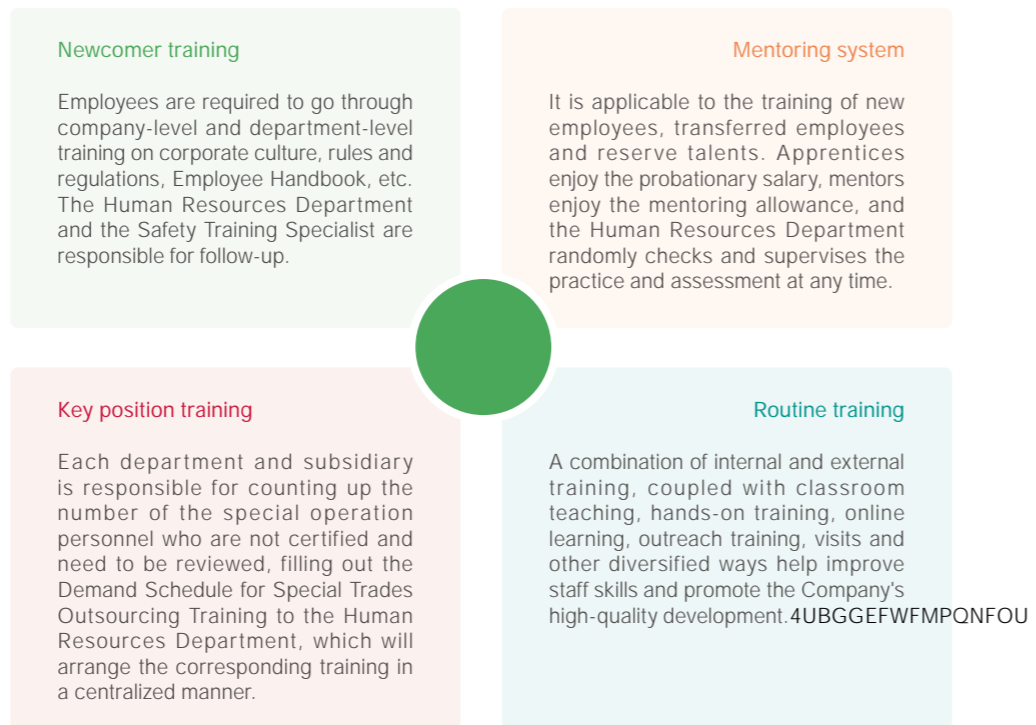 Newcomer training
Employees are required to go through
company-level and department-level
training on corporate culture, rules and
regulations, Employee Handbook, etc.
The Human Resources Department
and the Safety Training Specialist are
responsible for follow-up.
Mentoring system
It is applicable to the training of new
employees, transferred employees
and reserve talents. Apprentices
enjoy the probationary salary, mentors
enjoy the mentoring allowance, and
the Human Resources Department
randomly checks and supervises the
practice and assessment at any time.
Key position training
Each department and subsidiary
is responsible for counting up the
number of the special operation
personnel who are not certified and
need to be reviewed, filling out the
Demand Schedule for Special Trades
Outsourcing Training to the Human
Resources Department, which will
arrange the corresponding training in
a centralized manner.
Routine training
A combination of internal and external
training, coupled with classroom
teaching, hands-on training, online
learning, outreach training, visits and
other diversified ways help improve
staff skills and promote the Company's
high-quality development.4UBGGEFWFMPQNFOU